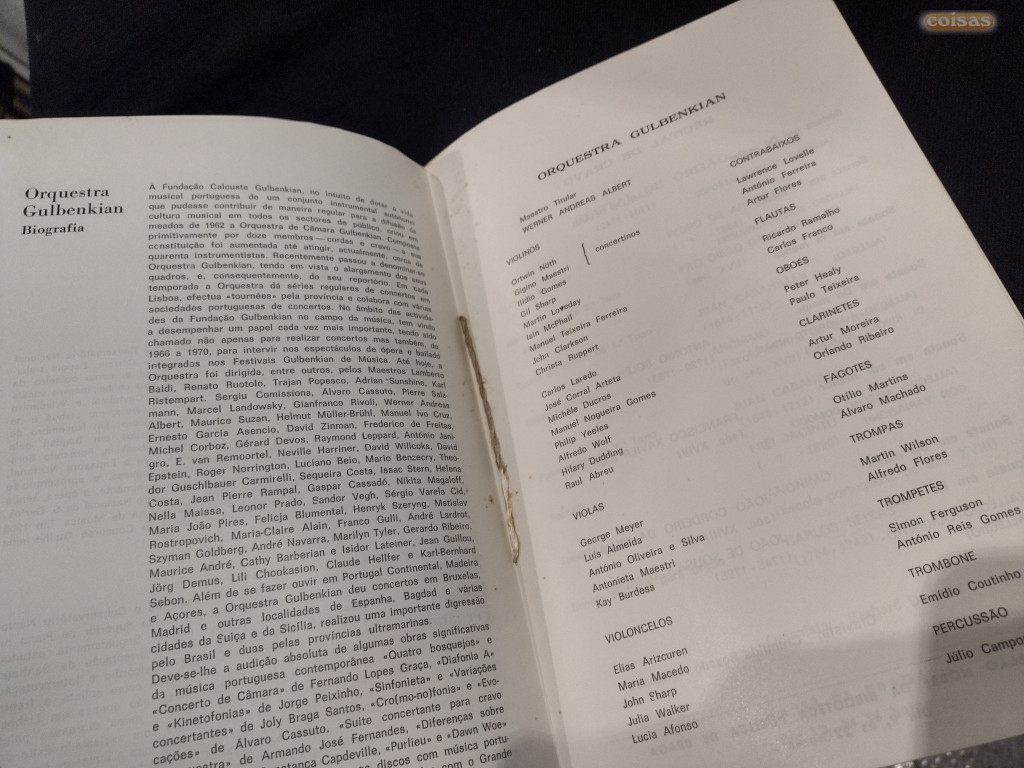 coisas
Orquestra
Gulbenkian
Biografia
A Fundação Calouste Gulbenkian, no intuito de dotar a vida
musical portuguesa de um conjunto instrumental autónomo
que pudesse contribuir de maneira regular para a difusão da
cultura musical em todos os sectores de público, criou em
meados de 1962 a Orquestra de Câmara Gulbenkian. Composta
primitivamente por doze membros — cordas e cravo — a sua
constituição foi aumentada até atingir, actualmente, cerca de
quarenta instrumentistas. Recentemente passou a denominar-se
Orquestra Gulbenkian, tendo em vista o alargamento dos seus
quadros, e, consequentemente, do seu reportório. Em cada
temporada a Orquestra dá séries regulares de concertos em
Lisboa, efectua «tournées» pela província e colabora com várias
sociedades portuguesas de concertos. No âmbito das activida-
des da Fundação Gulbenkian no campo da música, tem vindo
a desempenhar um papel cada vez mais importante, tendo sido
chamado não apenas para realizar concertos mas também, de
1966 a 1970, para intervir nos espectáculos de ópera e bailado
integrados nos Festivais Gulbenkian de Música. Até hoje, a
Orquestra foi dirigida, entre outros, pelos Maestros Lamberto
Baldi, Renato Ruotolo, Trajan Popesco, Adrian Sunshine, Karl
Ristempart. Sergiu Comissiona, Álvaro Cassuto, Pierre Salz-
mann, Marcel Landowsky, Gianfranco Rivoli, Werner Andreas
Albert, Maurice Suzan, Helmut Müller-Brühl, Manuel Ivo Cruz,
Ernesto Garcia Asencio, David Zinman, Frederico de Freitas,
Michel Corboz, Gérard Devos, Raymond Leppard, António Jani-
gro, E. van Remoortel, Neville Harriner, David Willcoks, David
Epstein, Roger Norrington, Luciano Beio, Mario Benzecry, Theo-
dor Guschlbauer Carmirelli, Sequeira Costa, Isaac Stern, Helena
Costa, Jean Pierre Rampal, Gaspar Cassadó, Nikita Magaloff,
Nella Maissa, Leonor Prado, Sandor Vegh, Sérgio Varela Cid,
Maria João Pires, Felicja Blumental, Henryk Szeryng, Mstislav
Rostropovich, Maria-Claire Alain, Franco Gulli, André Lardrot,
Szyman Goldberg, André Navarra, Marilyn Tyler, Gerardo Ribeiro,
Maurice André, Cathy Barberian e Isidor Lateiner, Jean Guillou,
Jörg Demus, Lili Chookasion, Claude Hellfer e Karl-Bernhard
Sebon. Além de se fazer ouvir em Portugal Continental, Madeira
e Açores, a Orquestra Gulbenkian deu concertos em Bruxelas,
Madrid e outras localidades de Espanha, Bagdad e várias
cidades da Suiça e da Sicília, realizou uma importante digressão
pelo Brasil e duas pelas províncias ultramarinas.
Deve-se-lhe a audição absoluta de algumas obras significativas
da música portuguesa contemporânea «Quatro bosquejos» e
«Concerto de Câmara» de Fernando Lopes Graça, «Diafonia A»
e «Kinetofonias» de Jorge Peixinho, «Sinfonieta» e «Variações
concertantes» de Joly Braga Santos, «Cro(mo-no)fonia» e «Evo-
cações» de Álvaro Cassuto, "Suite concertante para cravo
questra» de Armando José Fernandes, «Diferenças sobre
stança Capdeville, «Purlieu» e «Dawn Woe»
os discos com música portu-
com o Grande
ORQUESTRA GULBENKIAN
Maestro Titular
WERNER ANDREAS ALBERT
VIOLINOS
Ortwin Nöth
Gigino Maestri
concertinos
Ilídio Gomes
Gil Sharp
Martin Loveday
Iain McPhail
Manuel Teixeira Ferreira
John Clarkson
Christa Ruppert
Carlos Laredo
José Corral Arteta
Michèle Ducros
Manuel Nogueira Gomes
Philip Yeeles
Alfredo Wolf
Hilary Dudding
Raul Abreu
VIOLAS
George Meyer
Luis Almeida
António Oliveira e Silva
Antonieta Maestri
Kay Burdess
VIOLONCELOS
Elias Arizcuren
Maria Macedo
John Sharp
Julia Walker
Lucia Afonso
CONTRABAIXOS
Lawrence Lovelle
António Ferreira
Artur Flores
FLAUTAS
Ricardo Ramalho
Carlos Franco
OBOÉS
Peter Healy
Paulo Teixeira
CLARINETES
Artur Moreira
Orlando Ribeiro
FAGOTES
Otílio Martins
Álvaro Machado
TROMPAS
Martin Wilson
Alfredo Flores
TROMPETES
Simon Ferguson
António Reis Gomes
TROMBONE
Emídio Coutinho
PERCUSSÃO
Júlio Campo